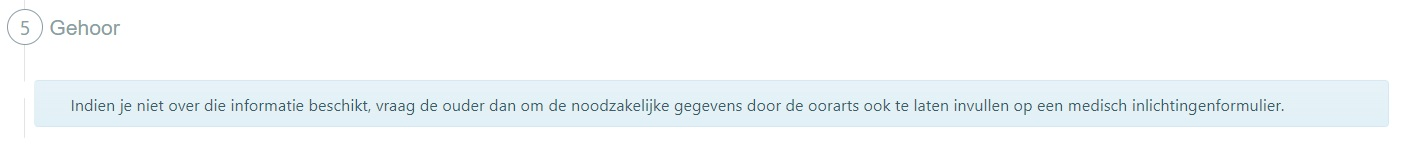 5 Gehoor
Indien je niet over die informatie beschikt, vraag de ouder dan om de noodzakelijke gegevens door de oorarts ook te laten invullen op een medisch inlichtingenformulier.